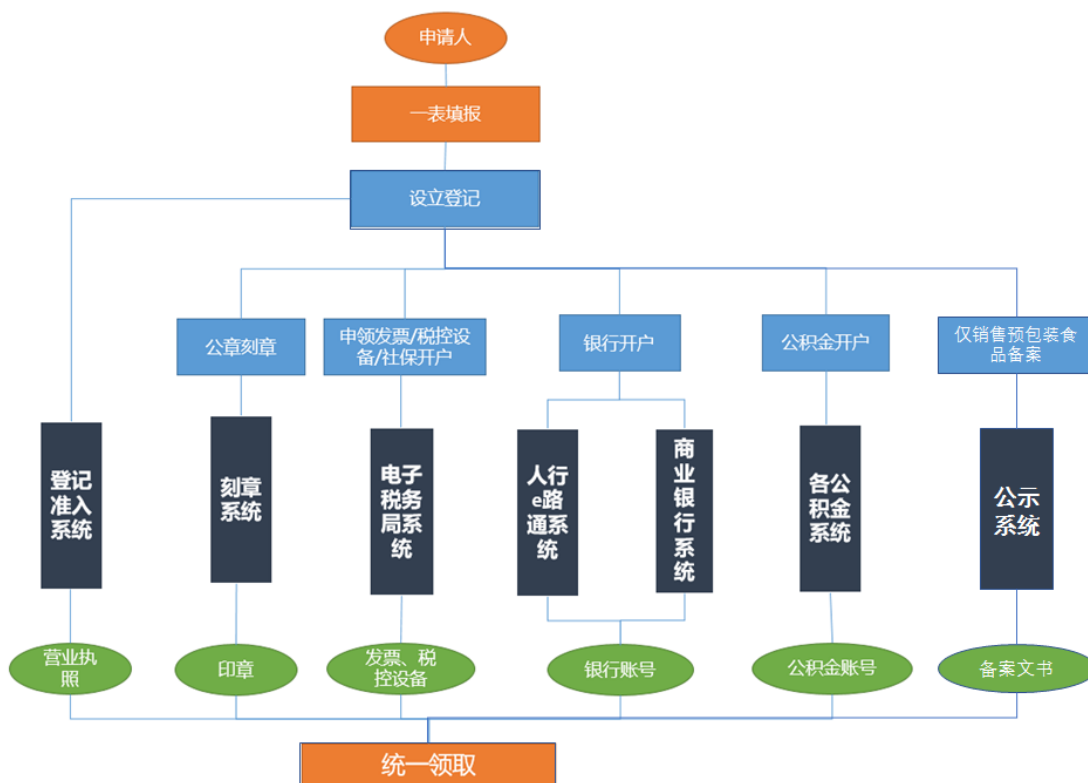 申请人
一表填报
设立登记
公章刻章
申领发票/税控设
备/社保开户
银行开户
公积金开户
仅销售预包装食
品备案
登记
准入
系统
刻章
系统
电子
税务
局系
统
人行
e路
通系
统
商
业
银
行
系
统
各公
积金
系统
公示
系统
营业执
照
印章
发票、税
控设备
银行账号
公积金账号
备案文书
统一领取